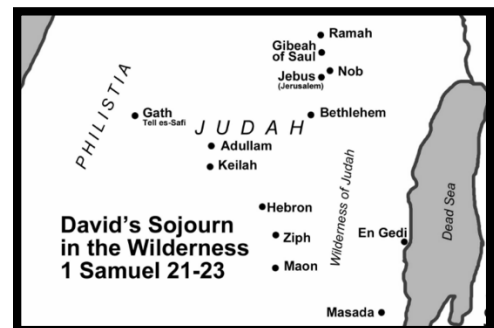 Ramah
Gibeah
of Saul
Nob
Jebus
(Jerusalem)
PHILISTIA
Gath
Tell es-Safi
Bethlehem
JUDAH
Adullam
Keilah
Wilderness of Judah
Dead Sea
Hebron
David's Sojourn
in the Wilderness
1 Samuel 21-23
Ziph
En Gedi
Maon
Masada